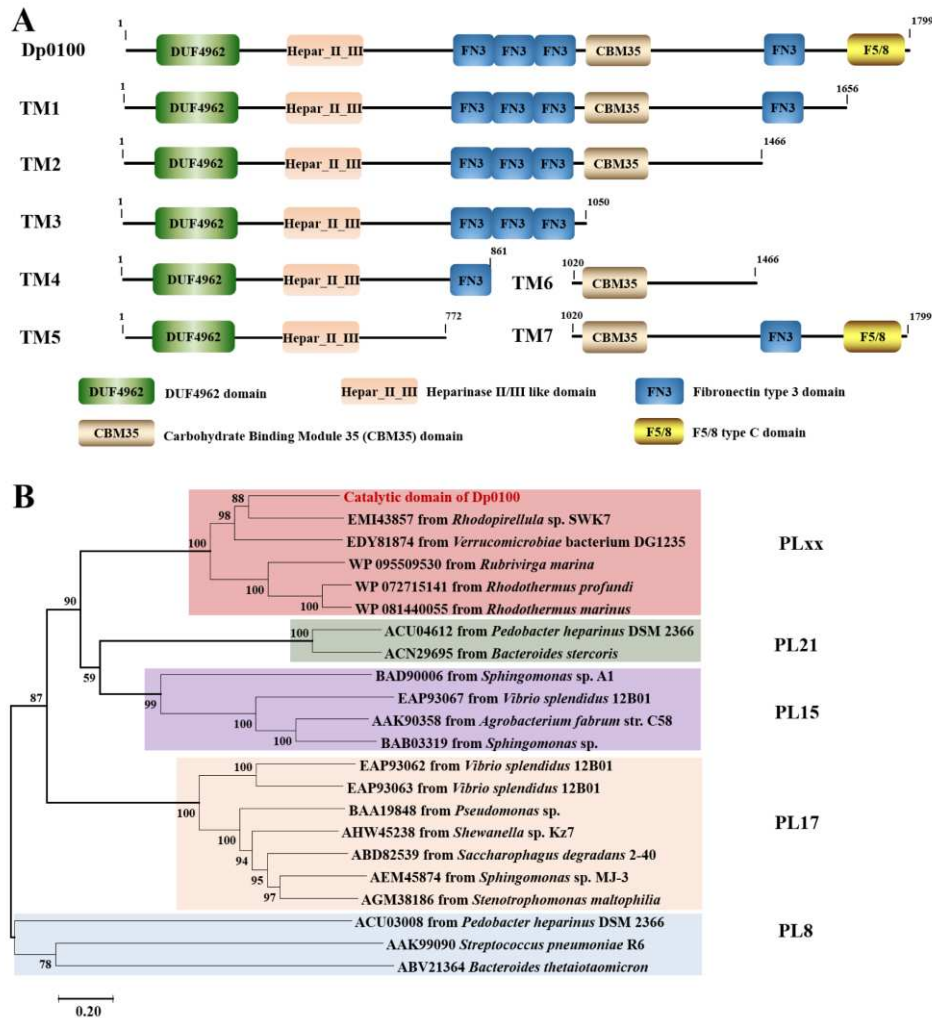 A
1
1799
Dp0100
DUF4962
Hepar_II_III
FN3
FN3
FN3
CBM35
FN3
F5/8
1
1656
TM1
DUF4962
Hepar_II_III
FN3
FN3
FN3
CBM35
FN3
1
1466
TM2
DUF4962
Hepar_II_III
FN3
FN3
FN3
CBM35
1
1050
TM3
DUF4962
Hepar_II_III
FN3
FN3
FN3
1
861
TM4
DUF4962
Hepar_II_III
FN3
1020
1466
TM6
CBM35
1
772
TM5
DUF4962
Hepar_II_III
1020
1799
TM7
CBM35
FN3
F5/8
DUF4962
DUF4962 domain
Hepar_II_III
Heparinase II/III like domain
FN3
Fibronectin type 3 domain
CBM35
Carbohydrate Binding Module 35 (CBM35) domain
F5/8
F5/8 type C domain
B
88
Catalytic domain of Dp0100
98
EMI43857 from Rhodopirellula sp. SWK7
100
EDY81874 from Verrucomicrobiae bacterium DG1235
PLxx
WP 095509530 from Rubrivirga marina
100
WP 072715141 from Rhodothermus profundi
100
WP 081440055 from Rhodothermus marinus
90
100
ACU04612 from Pedobacter heparinus DSM 2366
PL21
ACN29695 from Bacteroides stercoris
59
BAD90006 from Sphingomonas sp. A1
99
EAP93067 from Vibrio splendidus 12B01
87
PL15
100
AAK90358 from Agrobacterium fabrum str. C58
100
BAB03319 from Sphingomonas sp.
100
EAP93062 from Vibrio splendidus 12B01
EAP93063 from Vibrio splendidus 12B01
100
BAA19848 from Pseudomonas sp.
PL17
100
AHW45238 from Shewanella sp. Kz7
94
ABD82539 from Saccharophagus degradans 2-40
95
AEM45874 from Sphingomonas sp. MJ-3
97
AGM38186 from Stenotrophomonas maltophilia
ACU03008 from Pedobacter heparinus DSM 2366
PL8
AAK99090 Streptococcus pneumoniae R6
78
ABV21364 Bacteroides thetaiotaomicron
0.20